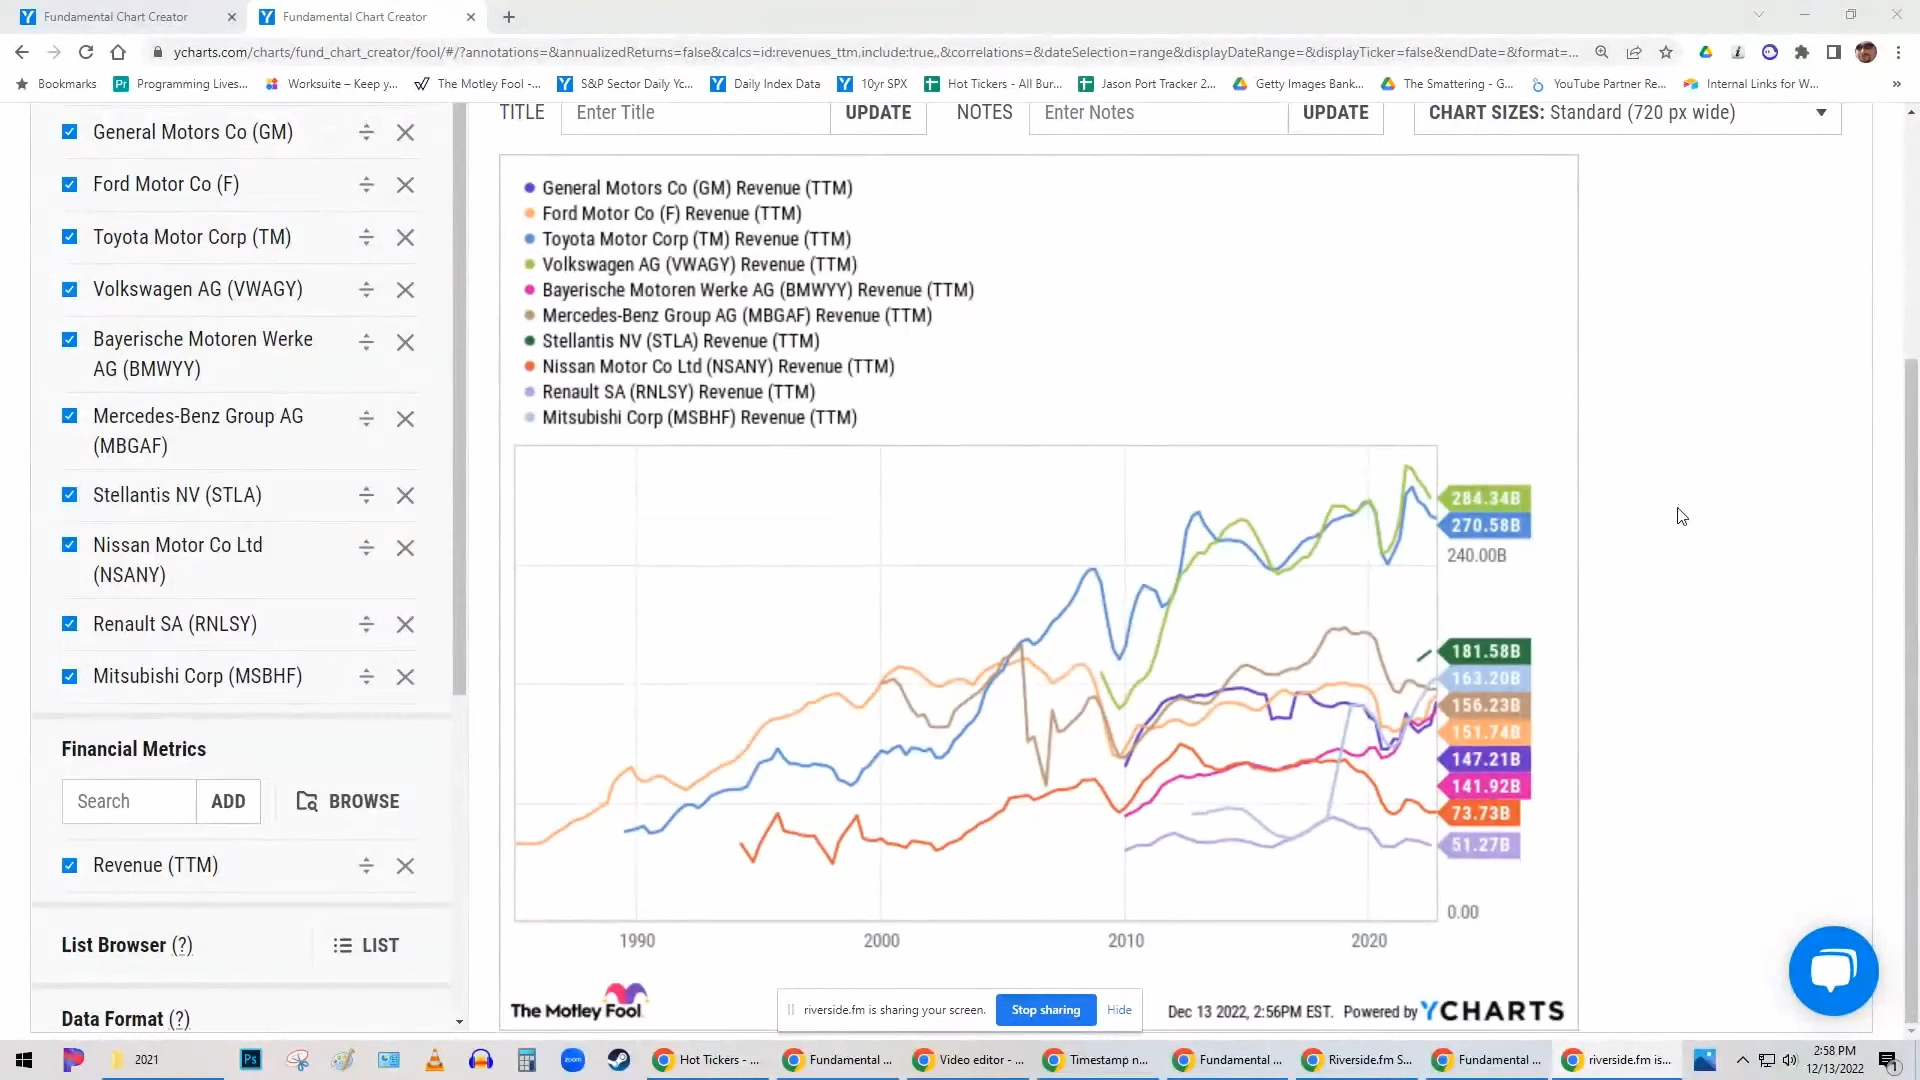 Fundamental Chart Creator
Fundamental Chart Creator
ycharts.com/charts/fund_chart_creator/fool/#/?annotations=&annualizedReturns=false&calcs=id:revenues_ttm,include:true,,&correlations=&dateSelection=range&displayDateRange=&displayTicker=false&endDate=&format=...
Bookmarks Programming Lives... Worksuite – Keep y... The Motley Fool -... S&P Sector Daily Yc... Daily Index Data 10yr SPX Hot Tickers - All Bur... Jason Port Tracker 2... Getty Images Bank... The Smattering - G... YouTube Partner Re... Internal Links for W... »
TITLE Enter Title UPDATE NOTES Enter Notes UPDATE CHART SIZES: Standard (720 px wide)
General Motors Co (GM)
Ford Motor Co (F)
Toyota Motor Corp (TM)
Volkswagen AG (VWAGY)
Bayerische Motoren Werke
AG (BMWYY)
Mercedes-Benz Group AG
(MBGAF)
Stellantis NV (STLA)
Nissan Motor Co Ltd
(NSANY)
Renault SA (RNLSY)
Mitsubishi Corp (MSBHF)
Financial Metrics
Search ADD BROWSE
Revenue (TTM)
List Browser (?) LIST
Data Format (?)
General Motors Co (GM) Revenue (TTM)
Ford Motor Co (F) Revenue (TTM)
Toyota Motor Corp (TM) Revenue (TTM)
Volkswagen AG (VWAGY) Revenue (TTM)
Bayerische Motoren Werke AG (BMWYY) Revenue (TTM)
Mercedes-Benz Group AG (MBGAF) Revenue (TTM)
Stellantis NV (STLA) Revenue (TTM)
Nissan Motor Co Ltd (NSANY) Revenue (TTM)
Renault SA (RNLSY) Revenue (TTM)
Mitsubishi Corp (MSBHF) Revenue (TTM)
284.34B
270.58B
240.00B
181.58B
163.20B
156.23B
151.74B
147.21B
141.92B
73.73B
51.27B
0.00
1990 2000 2010 2020
The Motley Fool
riverside.fm is sharing your screen. Stop sharing Hide
Dec 13 2022, 2:56PM EST. Powered by YCHARTS
2021 Ps zoom Hot Tickers - ... Fundamental ... Video editor - ... Timestamp n... Fundamental ... Riverside.fm S... Fundamental ... riverside.fm is...
2:58 PM
12/13/2022